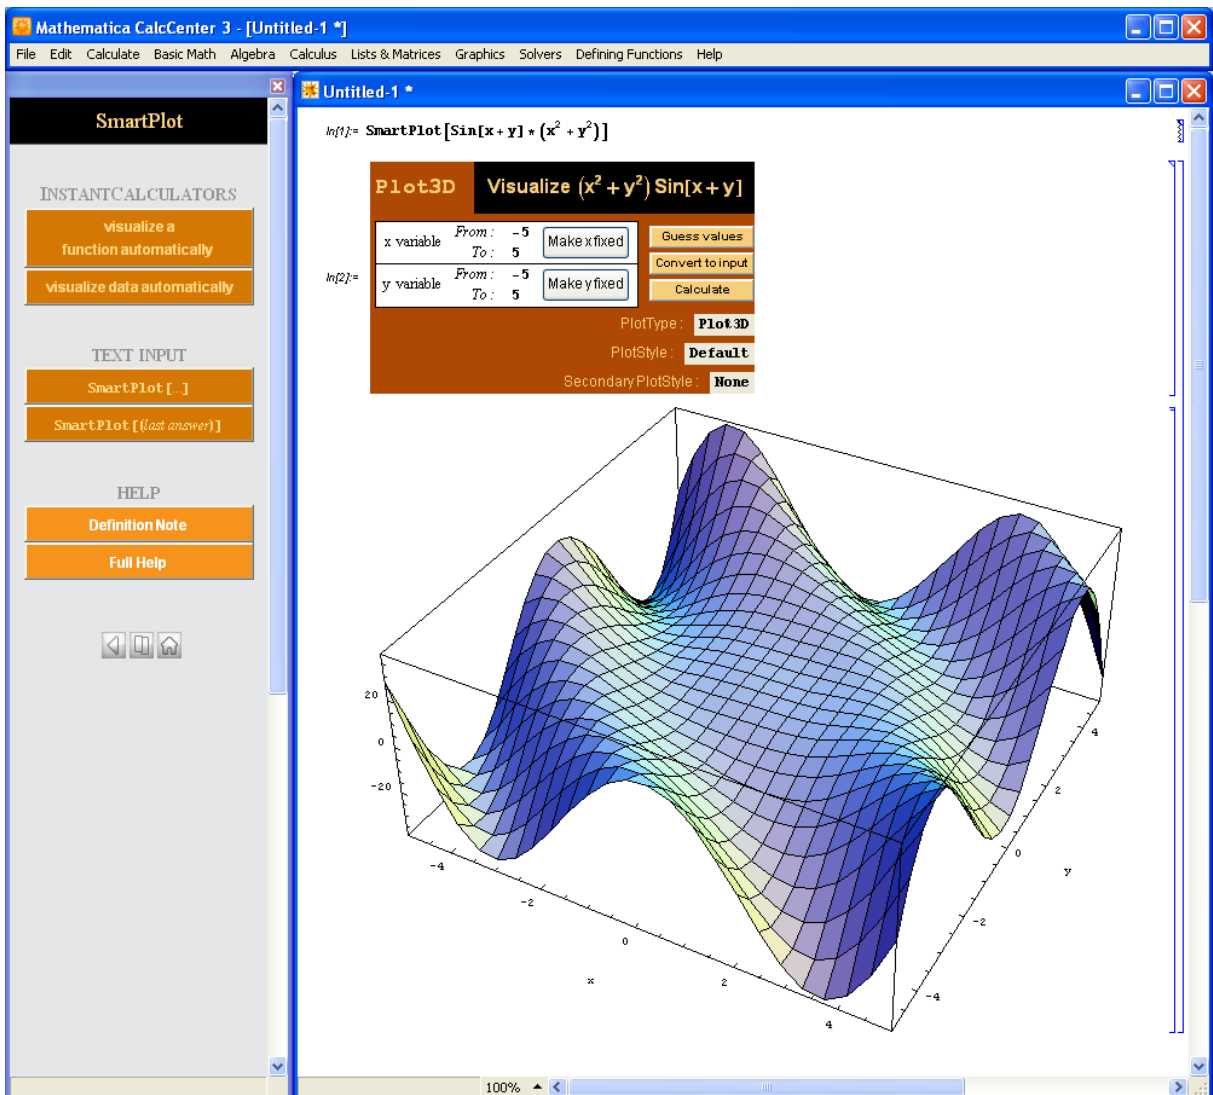 Mathematica CalcCenter 3 - [Untitled-1 *]
File Edit Calculate Basic Math Algebra Calculus Lists & Matrices Graphics Solvers Defining Functions Help
SmartPlot
INSTANTCALCULATORS
visualize a
function automatically
visualize data automatically
TEXT INPUT
SmartPlot[...]
SmartPlot[(last answer)]
HELP
Definition Note
Full Help
Untitled-1 *
In[1]:= SmartPlot[Sin[x + y] * (x² + y²)]
Plot3D Visualize (x² + y²) Sin[x + y]
In[2]:=
x variable From: -5 To: 5 Make x fixed
y variable From: -5 To: 5 Make y fixed
Guess values
Convert to input
Calculate
PlotType: Plot3D
PlotStyle: Default
Secondary PlotStyle: None
20
0
-20
-4
-2
0
2
4
x
4
2
0
-2
-4
y
100%